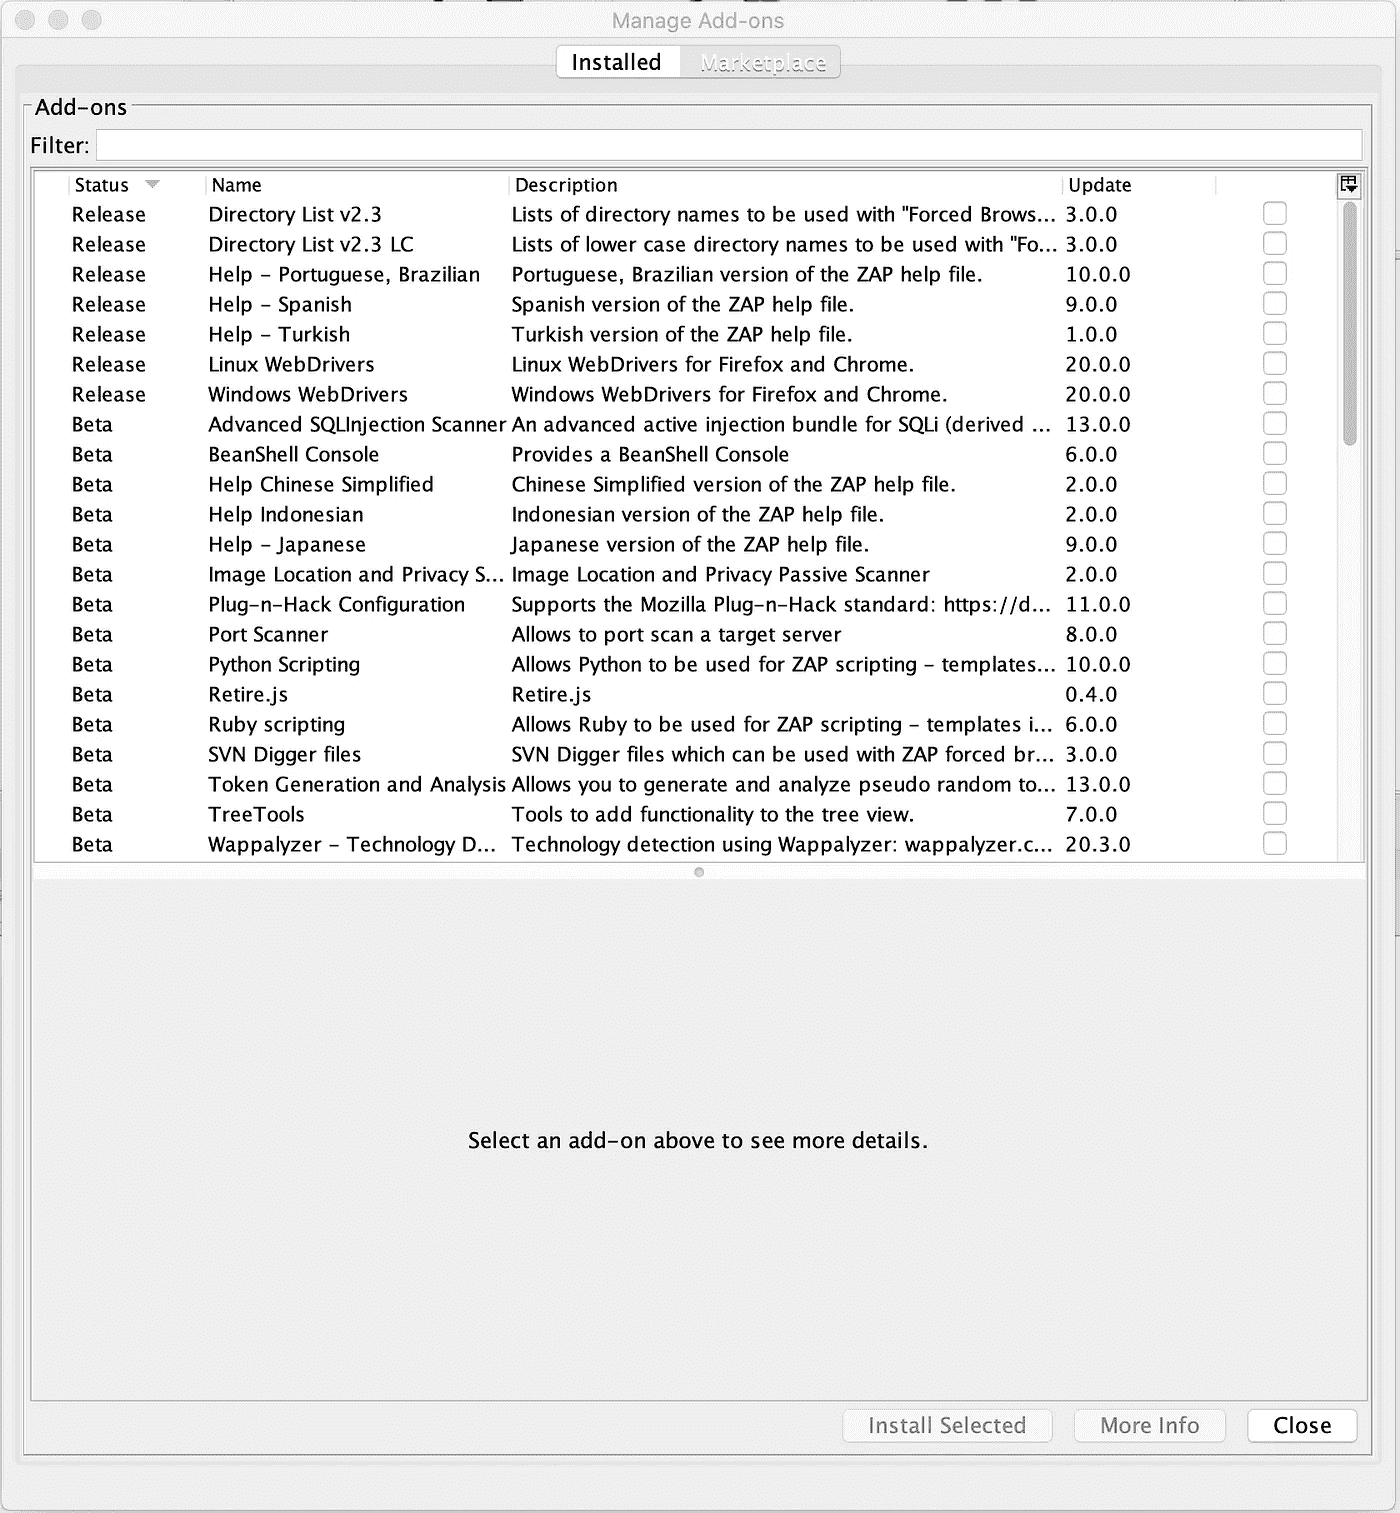 Manage Add-ons
Installed Marketplace
Add-ons
Filter:
Status Name Description Update
Release Directory List v2.3 Lists of directory names to be used with "Forced Brows... 3.0.0
Release Directory List v2.3 LC Lists of lower case directory names to be used with "Fo... 3.0.0
Release Help - Portuguese, Brazilian Portuguese, Brazilian version of the ZAP help file. 10.0.0
Release Help - Spanish Spanish version of the ZAP help file. 9.0.0
Release Help - Turkish Turkish version of the ZAP help file. 1.0.0
Release Linux WebDrivers Linux WebDrivers for Firefox and Chrome. 20.0.0
Release Windows WebDrivers Windows WebDrivers for Firefox and Chrome. 20.0.0
Beta Advanced SQLInjection Scanner An advanced active injection bundle for SQLi (derived ... 13.0.0
Beta BeanShell Console Provides a BeanShell Console 6.0.0
Beta Help Chinese Simplified Chinese Simplified version of the ZAP help file. 2.0.0
Beta Help Indonesian Indonesian version of the ZAP help file. 2.0.0
Beta Help - Japanese Japanese version of the ZAP help file. 9.0.0
Beta Image Location and Privacy S... Image Location and Privacy Passive Scanner 2.0.0
Beta Plug-n-Hack Configuration Supports the Mozilla Plug-n-Hack standard: https://d... 11.0.0
Beta Port Scanner Allows to port scan a target server 8.0.0
Beta Python Scripting Allows Python to be used for ZAP scripting - templates... 10.0.0
Beta Retire.js Retire.js 0.4.0
Beta Ruby scripting Allows Ruby to be used for ZAP scripting - templates i... 6.0.0
Beta SVN Digger files SVN Digger files which can be used with ZAP forced br... 3.0.0
Beta Token Generation and Analysis Allows you to generate and analyze pseudo random to... 13.0.0
Beta TreeTools Tools to add functionality to the tree view. 7.0.0
Beta Wappalyzer - Technology D... Technology detection using Wappalyzer: wappalyzer.c... 20.3.0
Select an add-on above to see more details.
Install Selected More Info Close